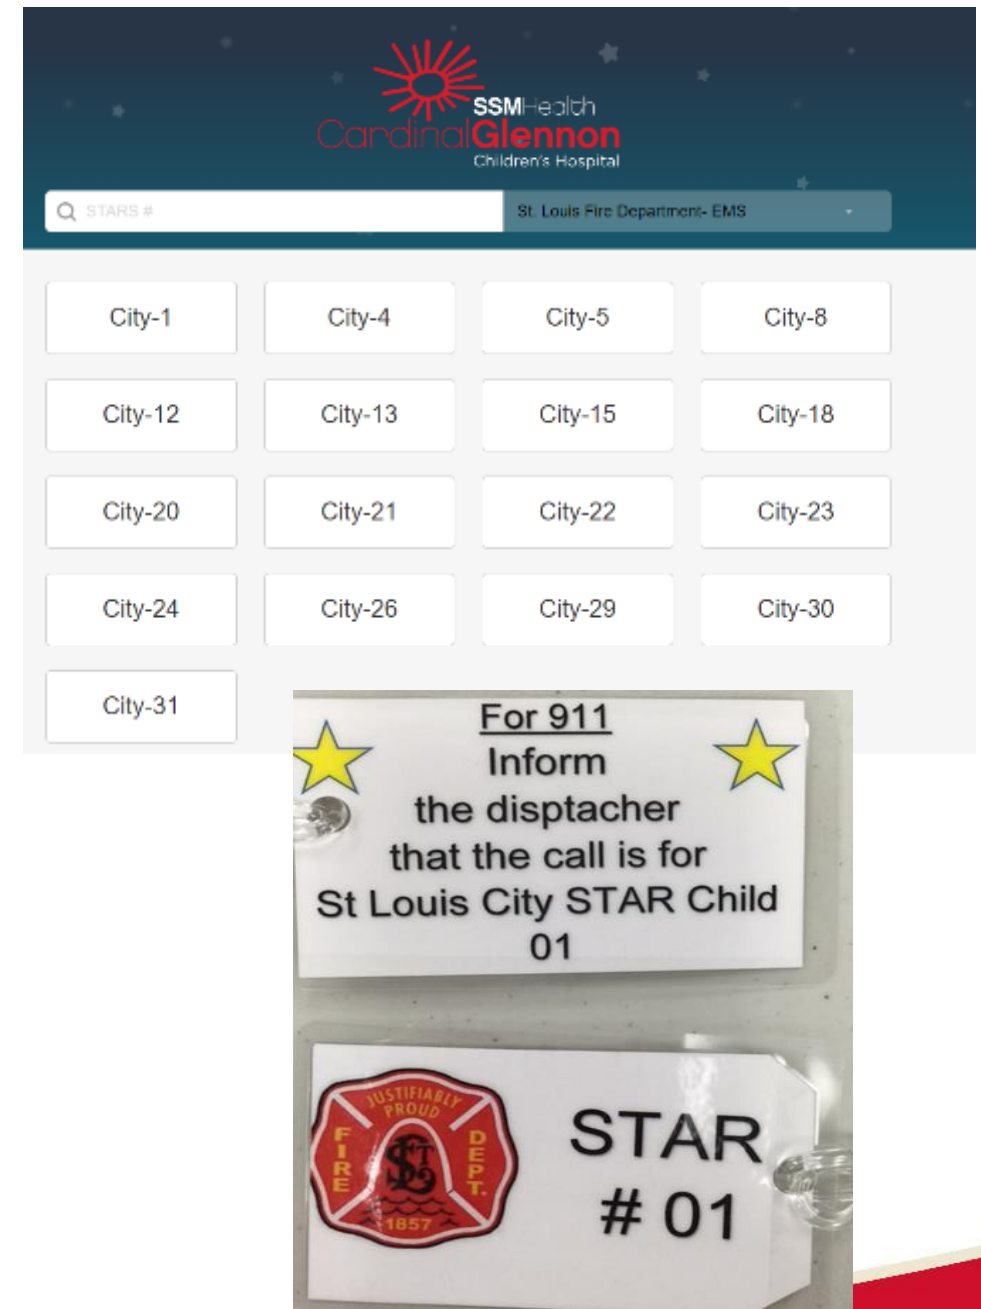 SSMHealth
CardinalGlennon
Children's Hospital
STARS #
St. Louis Fire Department- EMS
City-1 City-4 City-5 City-8
City-12 City-13 City-15 City-18
City-20 City-21 City-22 City-23
City-24 City-26 City-29 City-30
City-31
For 911
Inform
the disptacher
that the call is for
St Louis City STAR Child
01
JUSTIFIABLY
PROUD
FIRE
DEPT.
STL
1857
STAR
# 01